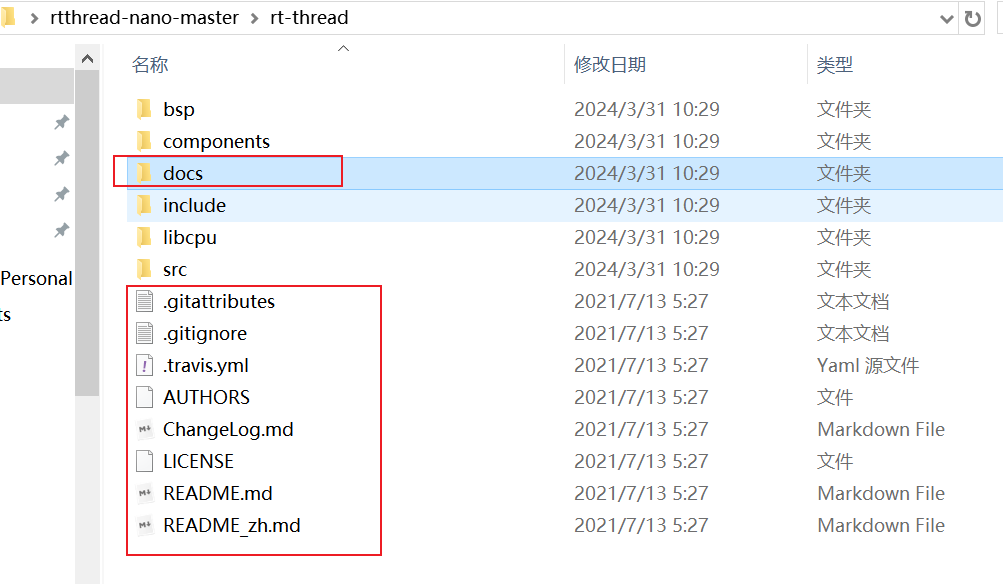 rtthread-nano-master > rt-thread
名称 修改日期 类型
bsp 2024/3/31 10:29 文件夹
components 2024/3/31 10:29 文件夹
docs 2024/3/31 10:29 文件夹
include 2024/3/31 10:29 文件夹
libcpu 2024/3/31 10:29 文件夹
Personal
src 2024/3/31 10:29 文件夹
.gitattributes 2021/7/13 5:27 文本文档
ts
.gitignore 2021/7/13 5:27 文本文档
.travis.yml 2021/7/13 5:27 Yaml 源文件
AUTHORS 2021/7/13 5:27 文件
ChangeLog.md 2021/7/13 5:27 Markdown File
LICENSE 2021/7/13 5:27 文件
README.md 2021/7/13 5:27 Markdown File
README_zh.md 2021/7/13 5:27 Markdown File